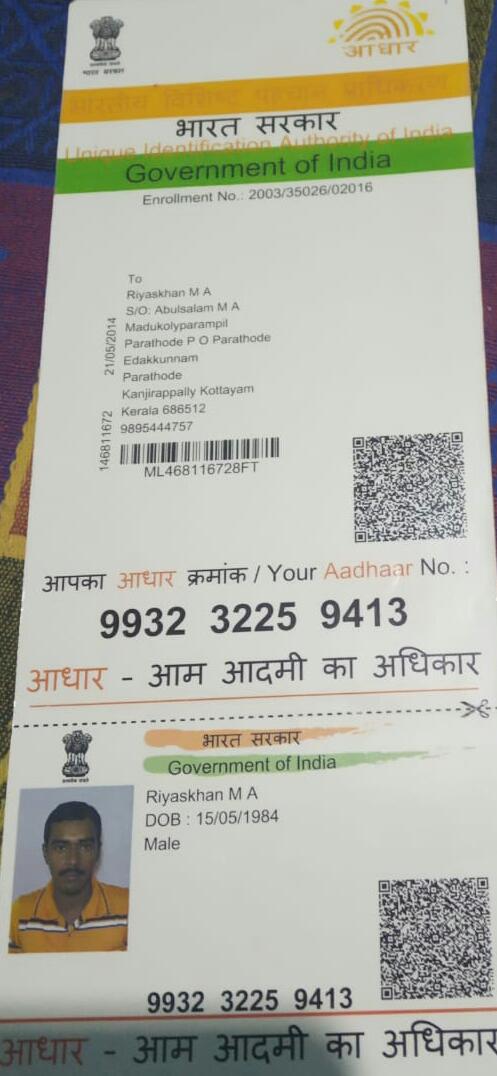 आधार
भारत सरकार
भारतीय विशिष्ट पहचान प्राधिकरण
भारत सरकार
Unique Identification Authority of India
Government of India
Enrollment No.: 2003/35026/02016
To
Riyaskhan M A
S/O: Abulsalam M A
Madukolyparampil
Parathode P O Parathode
Edakkunnam
Parathode
Kanjirappally Kottayam
Kerala 686512
9895444757
21/05/2014
146811672
ML468116728FT
आपका आधार क्रमांक / Your Aadhaar No. :
9932 3225 9413
आधार - आम आदमी का अधिकार
भारत सरकार
Government of India
Riyaskhan M A
DOB : 15/05/1984
Male
9932 3225 9413
आधार - आम आदमी का अधिकार